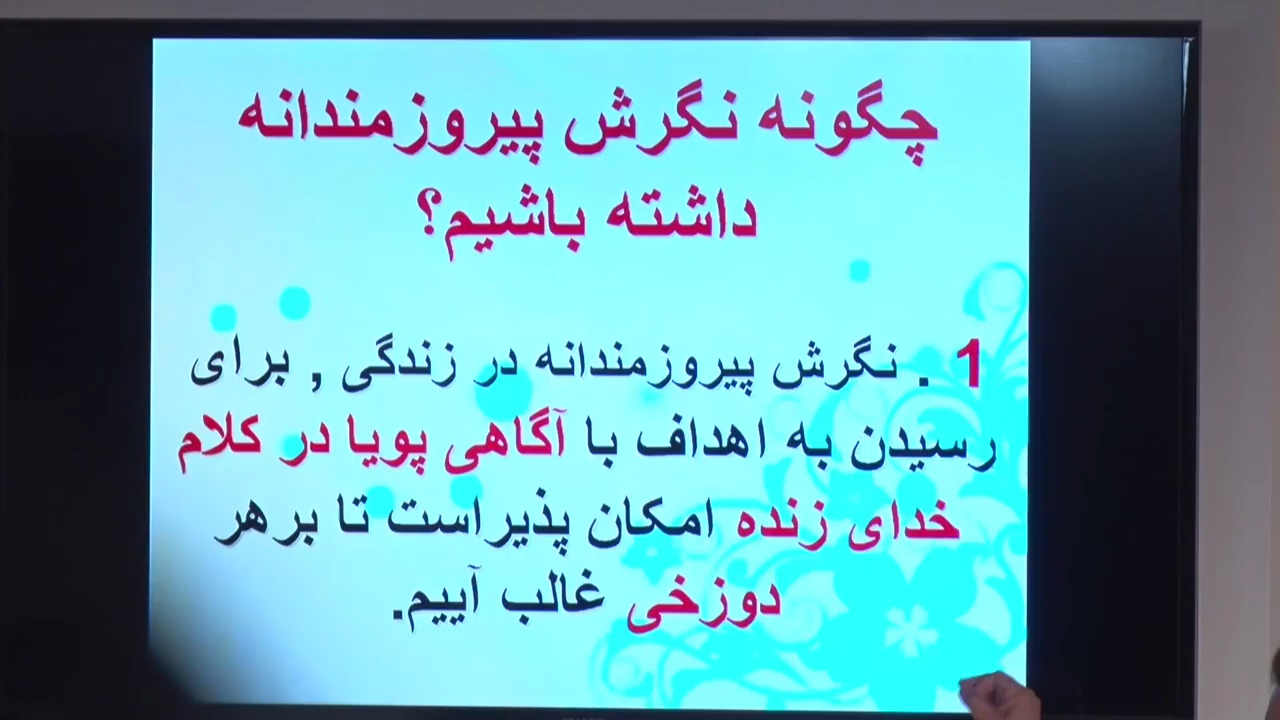 چگونه نگرش پیروزمندانه
داشته باشیم؟
1 . نگرش پیروزمندانه در زندگی , برای
رسیدن به اهداف با آگاهی پویا در کلام
خدای زنده امکان پذیراست تا برهر
دوزخی غالب آییم.